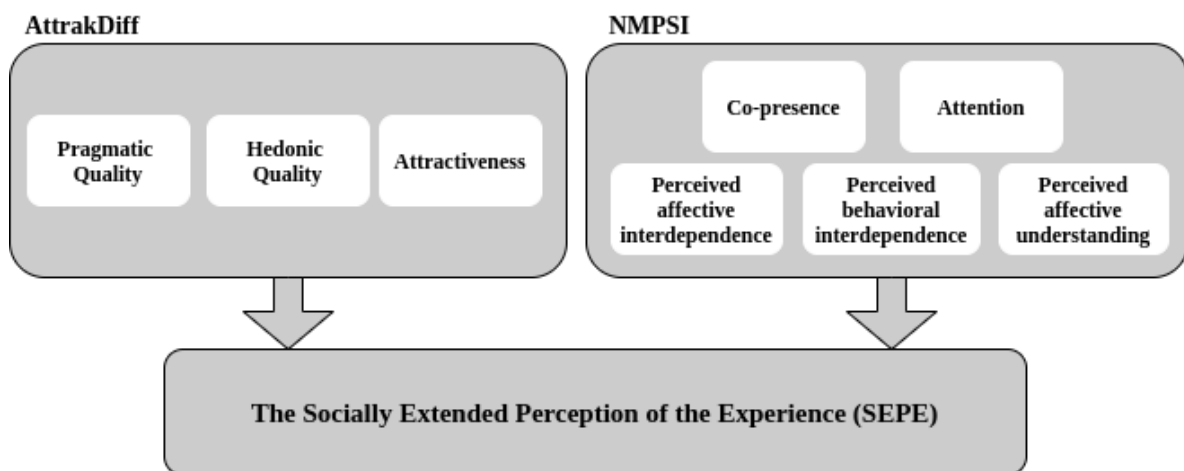 AttrakDiff
Pragmatic
Quality
Hedonic
Quality
Attractiveness
NMPSI
Co-presence
Attention
Perceived
affective
interdependence
Perceived
behavioral
interdependence
Perceived
affective
understanding
The Socially Extended Perception of the Experience (SEPE)